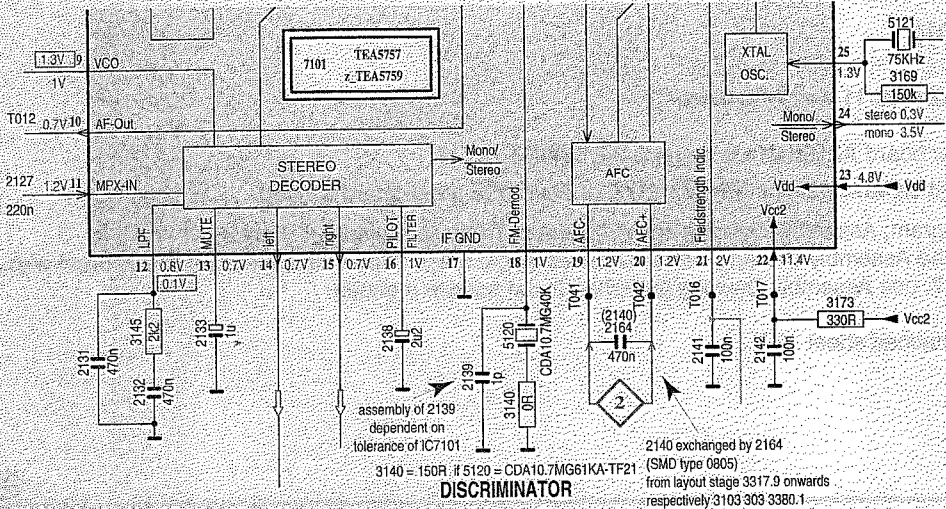 5121
75KHz
3169
150k
XTAL
OSC.
25
1.3V
7101
TEA5757
z_TEA5759
1.3V
9
VCO
1V
T012
0.7V
10
AF-Out
Mono/
Stereo
24
stereo 0.3V
mono 3.5V
STEREO
DECODER
Mono/
Stereo
AFC
2127
220n
1.2V
11
MPX-IN
23
4.8V
Vdd
Vdd
LPF
MUTE
left
right
PILOT
FILTER
IF GND
FM-Demod.
AFC-
AFC+
Fieldstrength Indic.
Vcc2
12
0.8V
0.1V
13
0.7V
14
0.7V
15
0.7V
16
1V
17
18
1V
19
1.2V
20
1.2V
21
2V
22
11.4V
T041
T042
T016
T017
2131
470n
3145
2k2
2132
470n
2133
1u
2138
2u2
2139
1p
5120
CDA10.7MG40K
3140
0R
(2140)
2164
470n
2
2141
100n
2142
100n
3173
330R
Vcc2
assembly of 2139
dependent on
tolerance of IC7101
3140 = 150R if 5120 = CDA10.7MG61KA-TF21
DISCRIMINATOR
2140 exchanged by 2164
(SMD type 0805)
from layout stage 3317.9 onwards
respectively 3103 303 3380.1